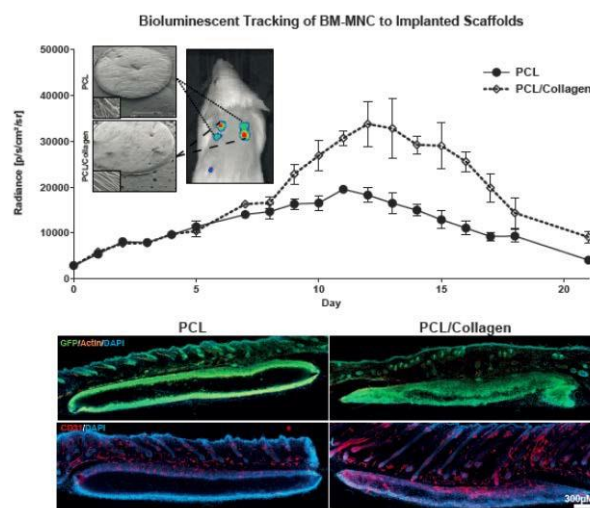 Bioluminescent Tracking of BM-MNC to Implanted Scaffolds
50000
40000
30000
20000
10000
0
Radiance [p/s/cm²/sr]
PCL
PCL/Collagen
PCL
PCL/Collagen
0
5
10
15
20
Day
PCL
PCL/Collagen
GFP/Actin/DAPI
CD31/DAPI
300µM